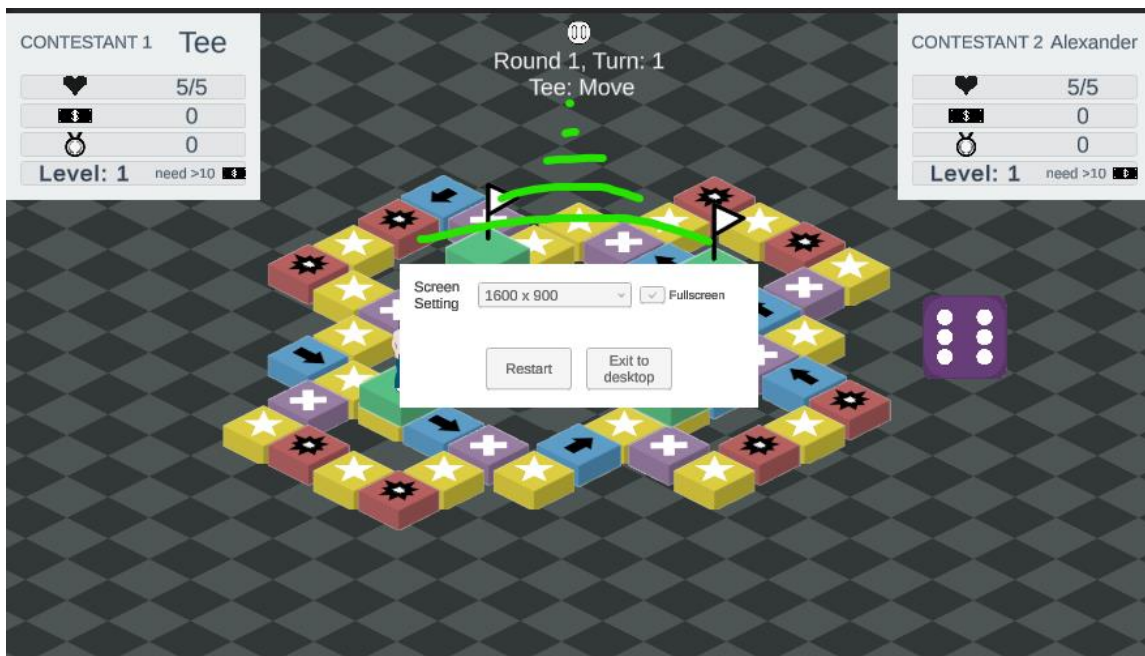 CONTESTANT 1 Tee
5/5
0
0
Level: 1 need >10
Round 1, Turn: 1
Tee: Move
CONTESTANT 2 Alexander
5/5
0
0
Level: 1 need >10
Screen
Setting
1600 x 900
Fullscreen
Restart
Exit to
desktop